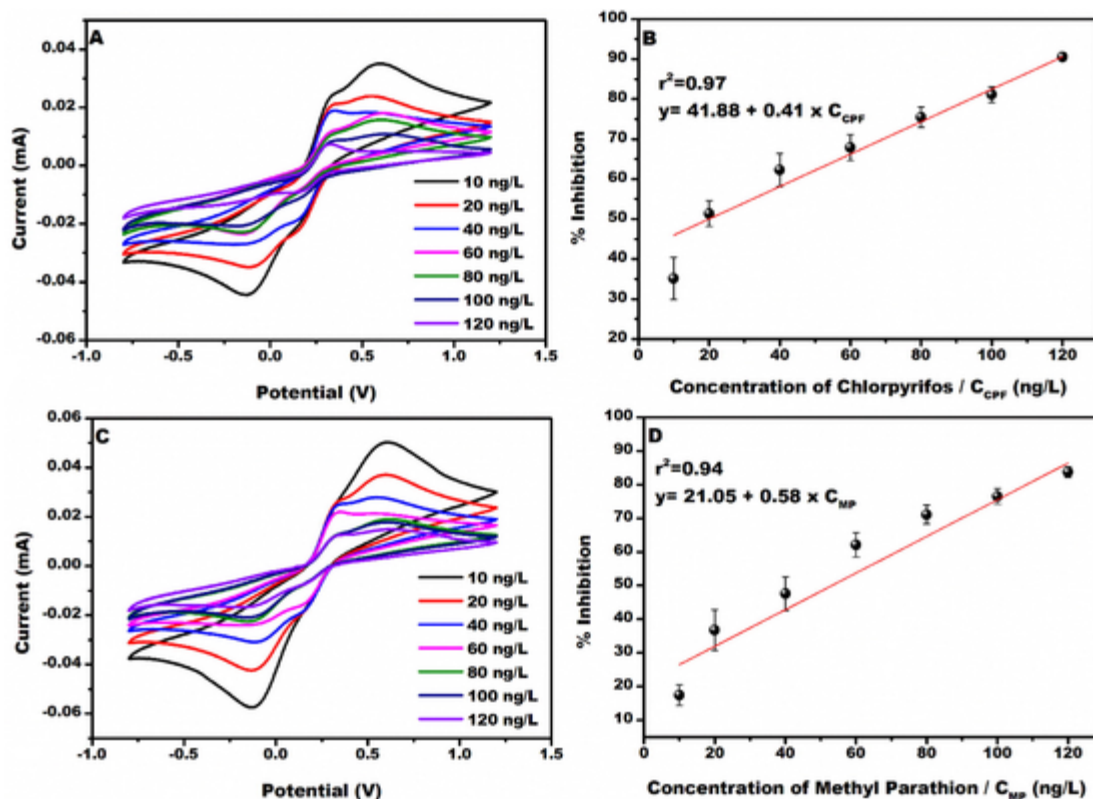 A
0.04
0.02
0.00
-0.02
-0.04
-0.06
Current (mA)
10 ng/L
20 ng/L
40 ng/L
60 ng/L
80 ng/L
100 ng/L
120 ng/L
-1.0 -0.5 0.0 0.5 1.0 1.5
Potential (V)
B
r²=0.97
y= 41.88 + 0.41 × C_CPF
100
90
80
70
60
50
40
30
20
% Inhibition
0 20 40 60 80 100 120
Concentration of Chlorpyrifos / C_CPF (ng/L)
C
0.06
0.04
0.02
0.00
-0.02
-0.04
-0.06
Current (mA)
10 ng/L
20 ng/L
40 ng/L
60 ng/L
80 ng/L
100 ng/L
120 ng/L
-1.0 -0.5 0.0 0.5 1.0 1.5
Potential (V)
D
r²=0.94
y= 21.05 + 0.58 × C_MP
100
90
80
70
60
50
40
30
20
10
% Inhibition
0 20 40 60 80 100 120
Concentration of Methyl Parathion / C_MP (ng/L)